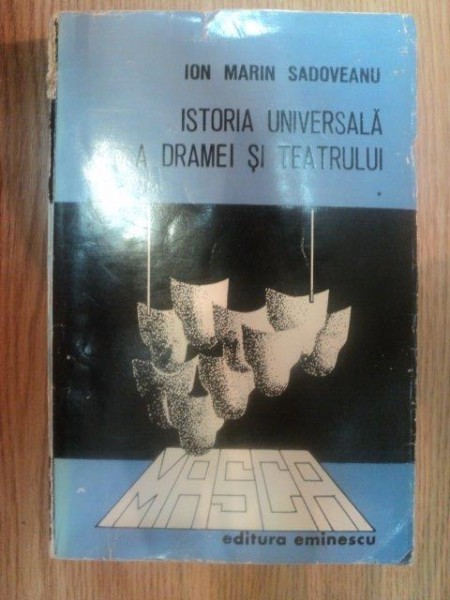 ION MARIN SADOVEANU
ISTORIA UNIVERSALĂ
A DRAMEI ȘI TEATRULUI
MASCA
editura eminescu